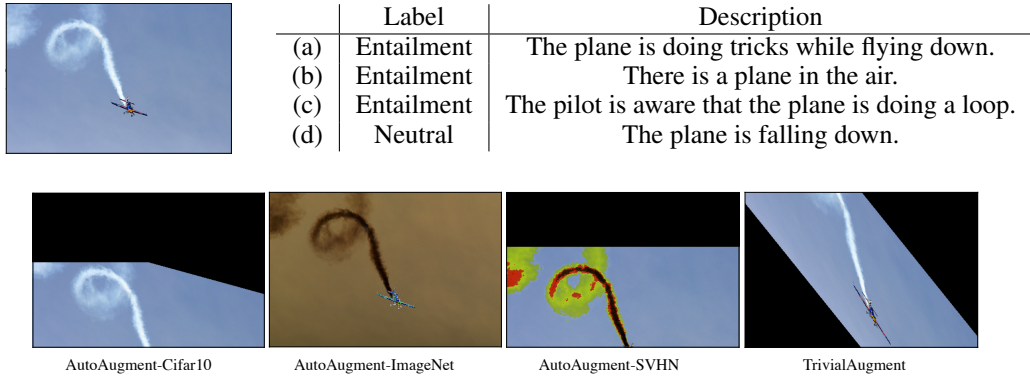 Label Description
(a) Entailment The plane is doing tricks while flying down.
(b) Entailment There is a plane in the air.
(c) Entailment The pilot is aware that the plane is doing a loop.
(d) Neutral The plane is falling down.
AutoAugment-Cifar10 AutoAugment-ImageNet AutoAugment-SVHN TrivialAugment